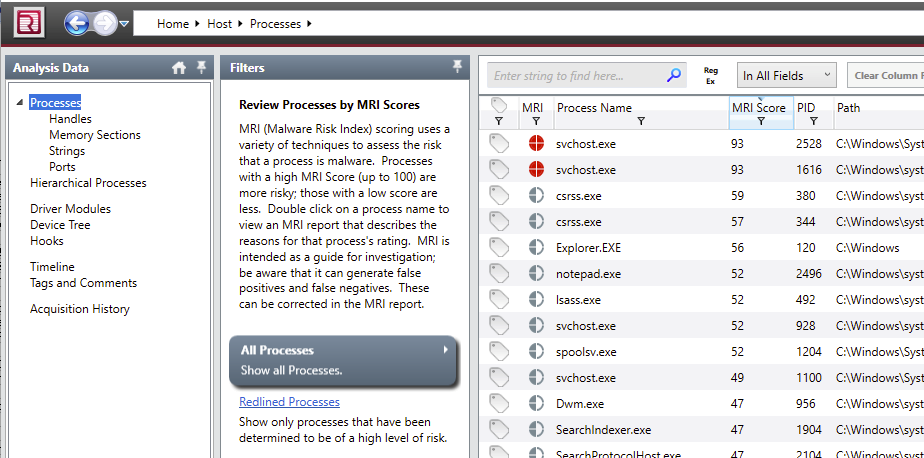 Home Host Processes
Analysis Data
Processes
Handles
Memory Sections
Strings
Ports
Hierarchical Processes
Driver Modules
Device Tree
Hooks
Timeline
Tags and Comments
Acquisition History
Filters
Review Processes by MRI Scores
MRI (Malware Risk Index) scoring uses a
variety of techniques to assess the risk
that a process is malware. Processes
with a high MRI Score (up to 100) are
more risky; those with a low score are
less. Double click on a process name to
view an MRI report that describes the
reasons for that process's rating. MRI is
intended as a guide for investigation;
be aware that it can generate false
positives and false negatives. These
can be corrected in the MRI report.
All Processes
Show all Processes.
Redlined Processes
Show only processes that have been
determined to be of a high level of risk.
Enter string to find here...
Reg
Ex
In All Fields
Clear Column F
MRI Process Name MRI Score PID Path
svchost.exe 93 2528 C:\Windows\Syst
svchost.exe 93 1616 C:\Windows\syst
csrss.exe 59 380 C:\Windows\syst
csrss.exe 57 344 C:\Windows\syst
Explorer.EXE 56 120 C:\Windows
notepad.exe 52 2496 C:\Windows\syst
lsass.exe 52 492 C:\Windows\syst
svchost.exe 52 928 C:\Windows\syst
spoolsv.exe 52 1204 C:\Windows\Syst
svchost.exe 49 1100 C:\Windows\syst
Dwm.exe 47 956 C:\Windows\syst
SearchIndexer.exe 47 1904 C:\Windows\syst
SearchProtocolHost.exe 47 2104 C:\Windows\Syst